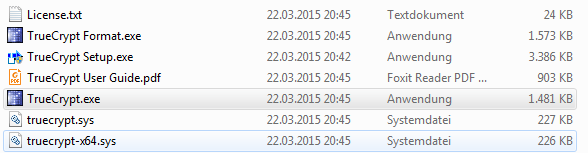 License.txt 22.03.2015 20:45 Textdokument 24 KB
TrueCrypt Format.exe 22.03.2015 20:45 Anwendung 1.573 KB
TrueCrypt Setup.exe 22.03.2015 20:42 Anwendung 3.386 KB
TrueCrypt User Guide.pdf 22.03.2015 20:45 Foxit Reader PDF ... 903 KB
TrueCrypt.exe 22.03.2015 20:45 Anwendung 1.481 KB
truecrypt.sys 22.03.2015 20:45 Systemdatei 227 KB
truecrypt-x64.sys 22.03.2015 20:45 Systemdatei 226 KB